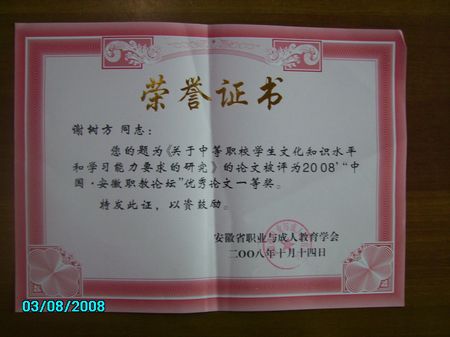 荣誉证书
谢树方同志：
您的题为《关于中等职校学生文化知识水平
和学习能力要求的研究》的论文被评为2008'“中
国·安徽职教论坛”优秀论文一等奖。
特发此证，以资鼓励。
安徽省职业与成人教育学会
二〇〇八年十月十四日
03/08/2008